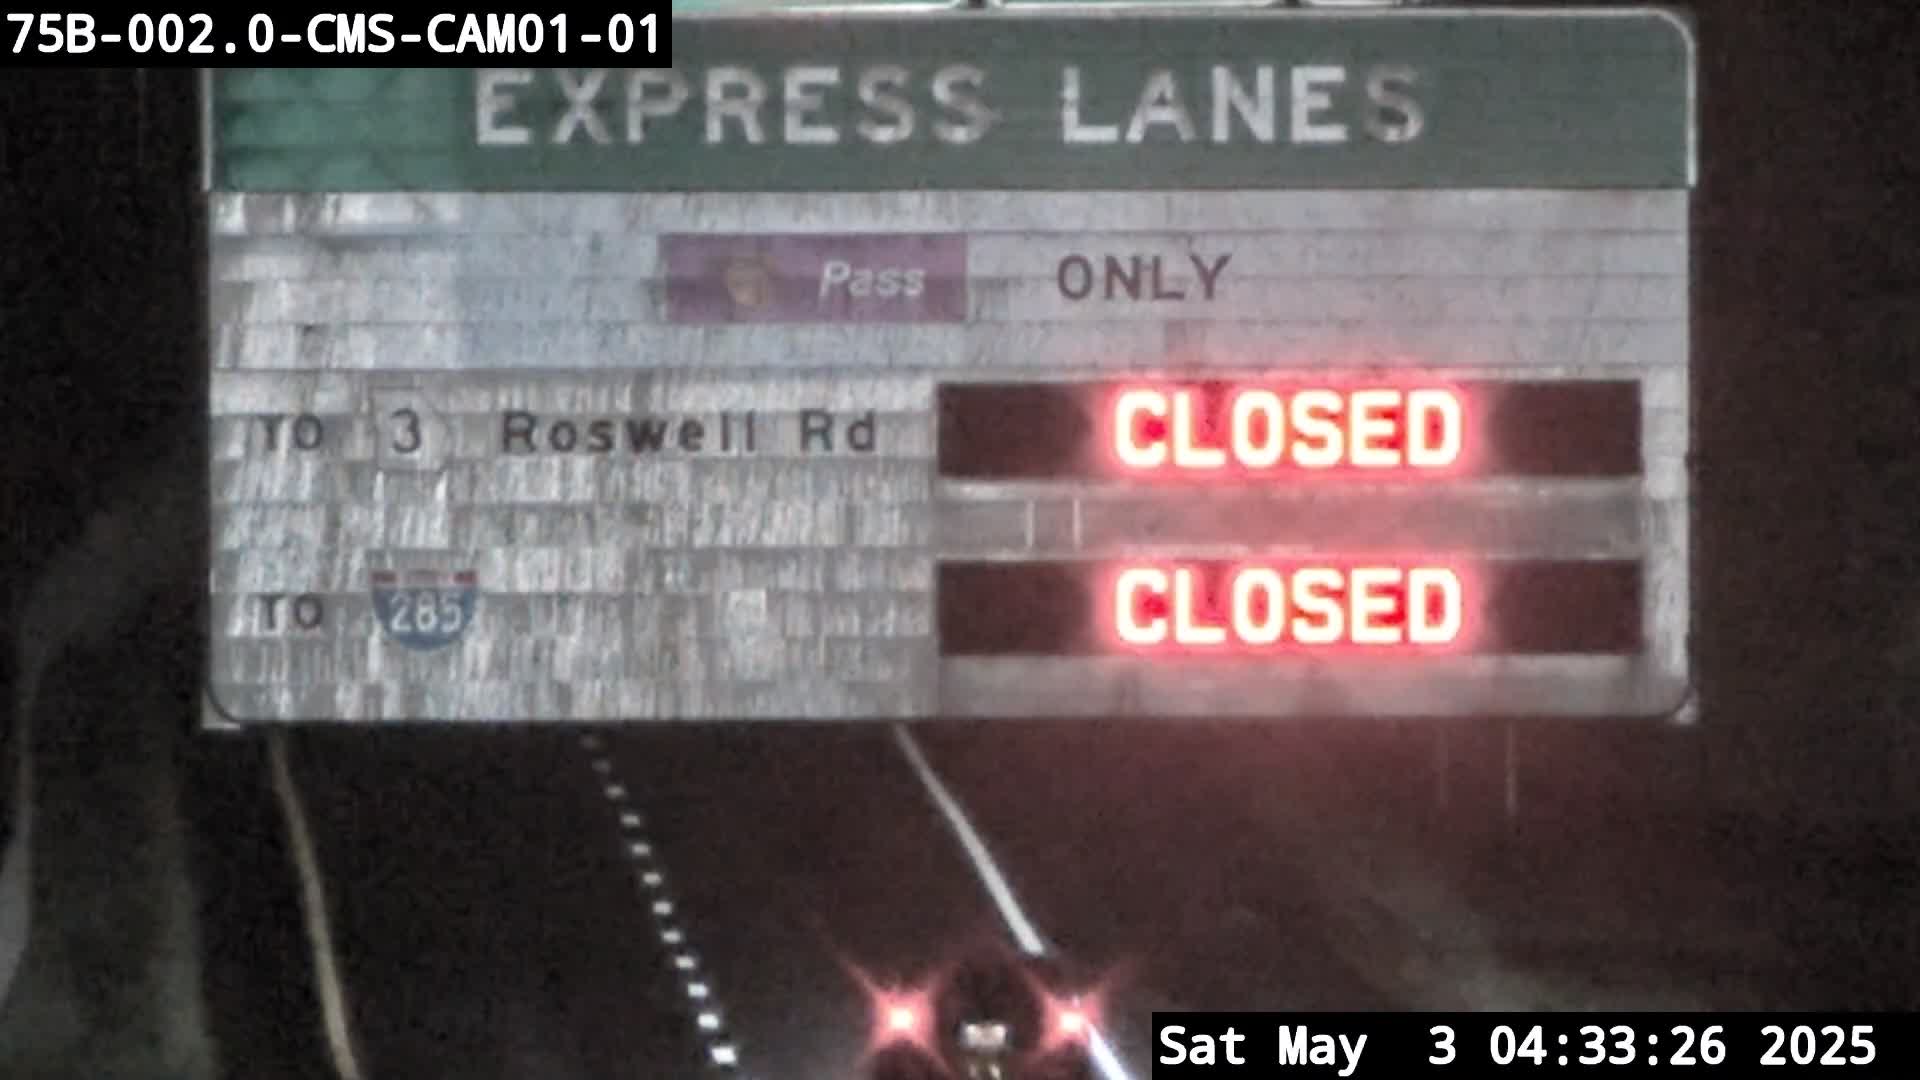 75B-002.0-CMS-CAM01-01
EXPRESS LANES
Pass ONLY
TO 3 Roswell Rd CLOSED
TO 285 CLOSED
Sat May 3 04:33:26 2025